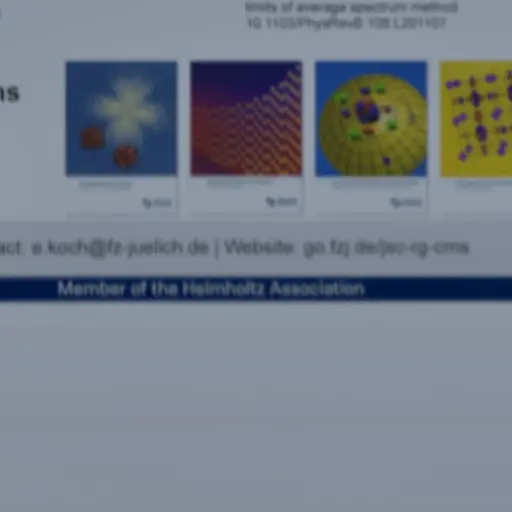 limits of average spectrum method
10.1103/PhysRevB.108.L201107
ns
act: e.koch@fz-juelich.de | Website: go.fzj.de/jsc-rg-cms
Member of the Helmholtz Association